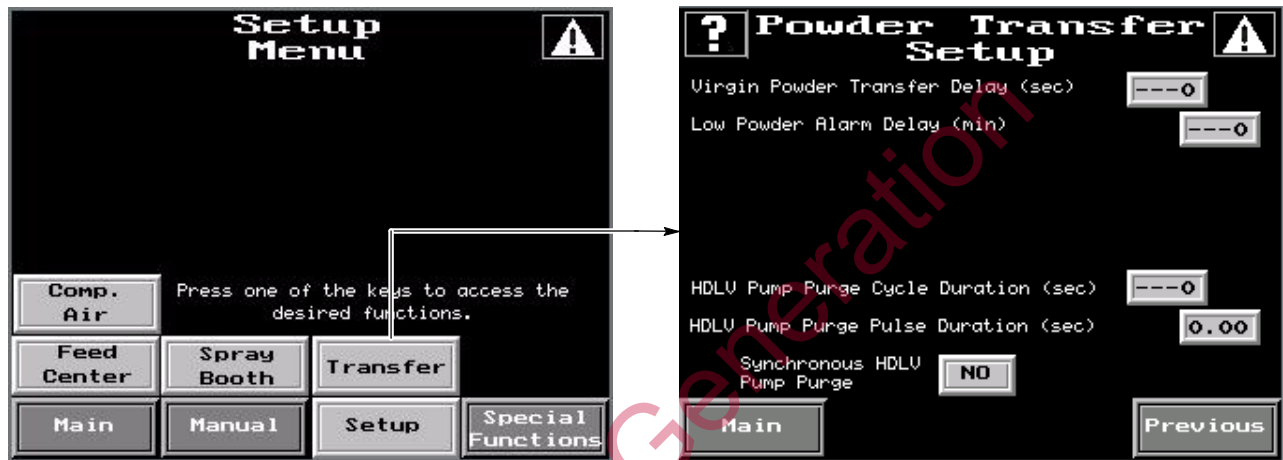 Setup
Menu
Comp.
Air
Press one of the keys to access the
desired functions.
Feed
Center
Spray
Booth
Transfer
Main
Manual
Setup
Special
Functions
?
Powder Transfer
Setup
Virgin Powder Transfer Delay (sec)
---0
Low Powder Alarm Delay (min)
---0
HDLV Pump Purge Cycle Duration (sec)
---0
HDLV Pump Purge Pulse Duration (sec)
0.00
Synchronous HDLV
Pump Purge
NO
Main
Previous
Generation